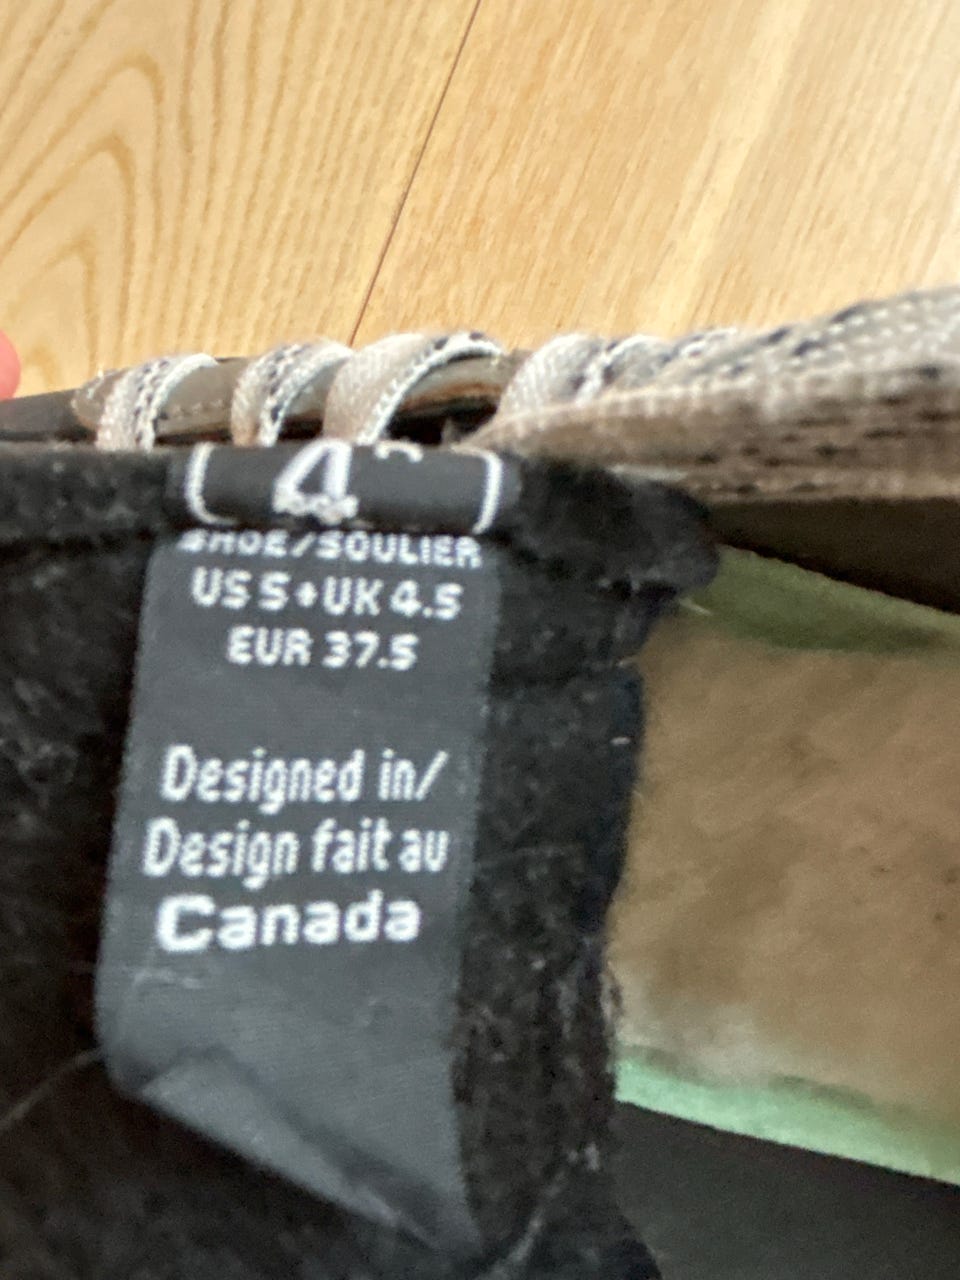 4
SHOE/SOULIER
US 5•UK 4.5
EUR 37.5
Designed in/
Design fait au
Canada